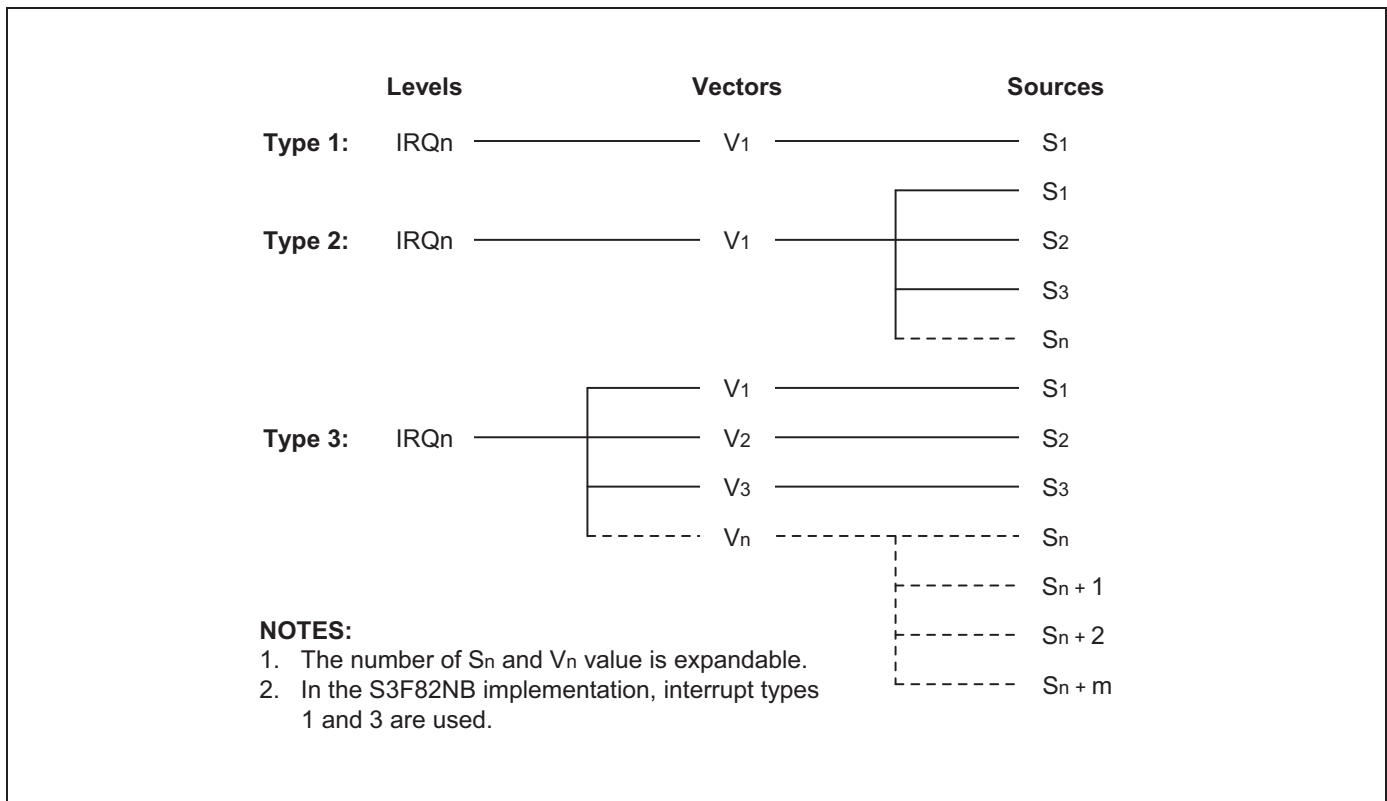 Levels Vectors Sources
Type 1: IRQn V1 S1
S1
Type 2: IRQn V1 S2
S3
Sn
V1 S1
Type 3: IRQn V2 S2
V3 S3
Vn Sn
Sn + 1
Sn + 2
Sn + m
NOTES:
1. The number of Sn and Vn value is expandable.
2. In the S3F82NB implementation, interrupt types
1 and 3 are used.